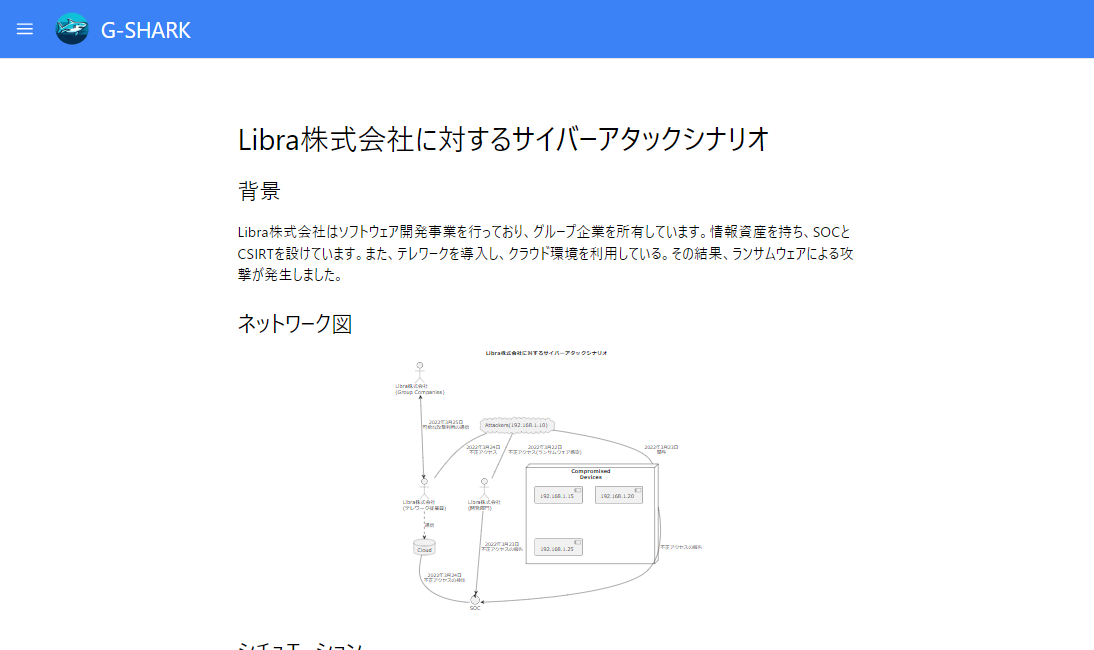 G-SHARK
Libra株式会社に対するサイバーアタックシナリオ
背景
Libra株式会社はソフトウェア開発事業を行っており、グループ企業を所有しています。情報資産を持ち、SOCと
CSIRTを設けています。また、テレワークを導入し、クラウド環境を利用している。その結果、ランサムウェアによる攻
撃が発生しました。
ネットワーク図
Libra株式会社に対するサイバーアタックシナリオ
Libra株式会社
(Group Companies)
2022年3月25日
Attackers(192.168.1.10)
2022年3月24日
不正アクセス
2022年3月22日
不正アクセス(ランサムウェア感染)
2022年3月23日
Compromised
Devices
192.168.1.15
192.168.1.20
Libra株式会社
(テレワーク従業員)
Libra株式会社
(開発部門)
通信
Cloud
2022年3月23日
不正アクセスの報告
192.168.1.25
不正アクセスの報告
2022年3月24日
不正アクセスの検出
SOC
シチュエーション